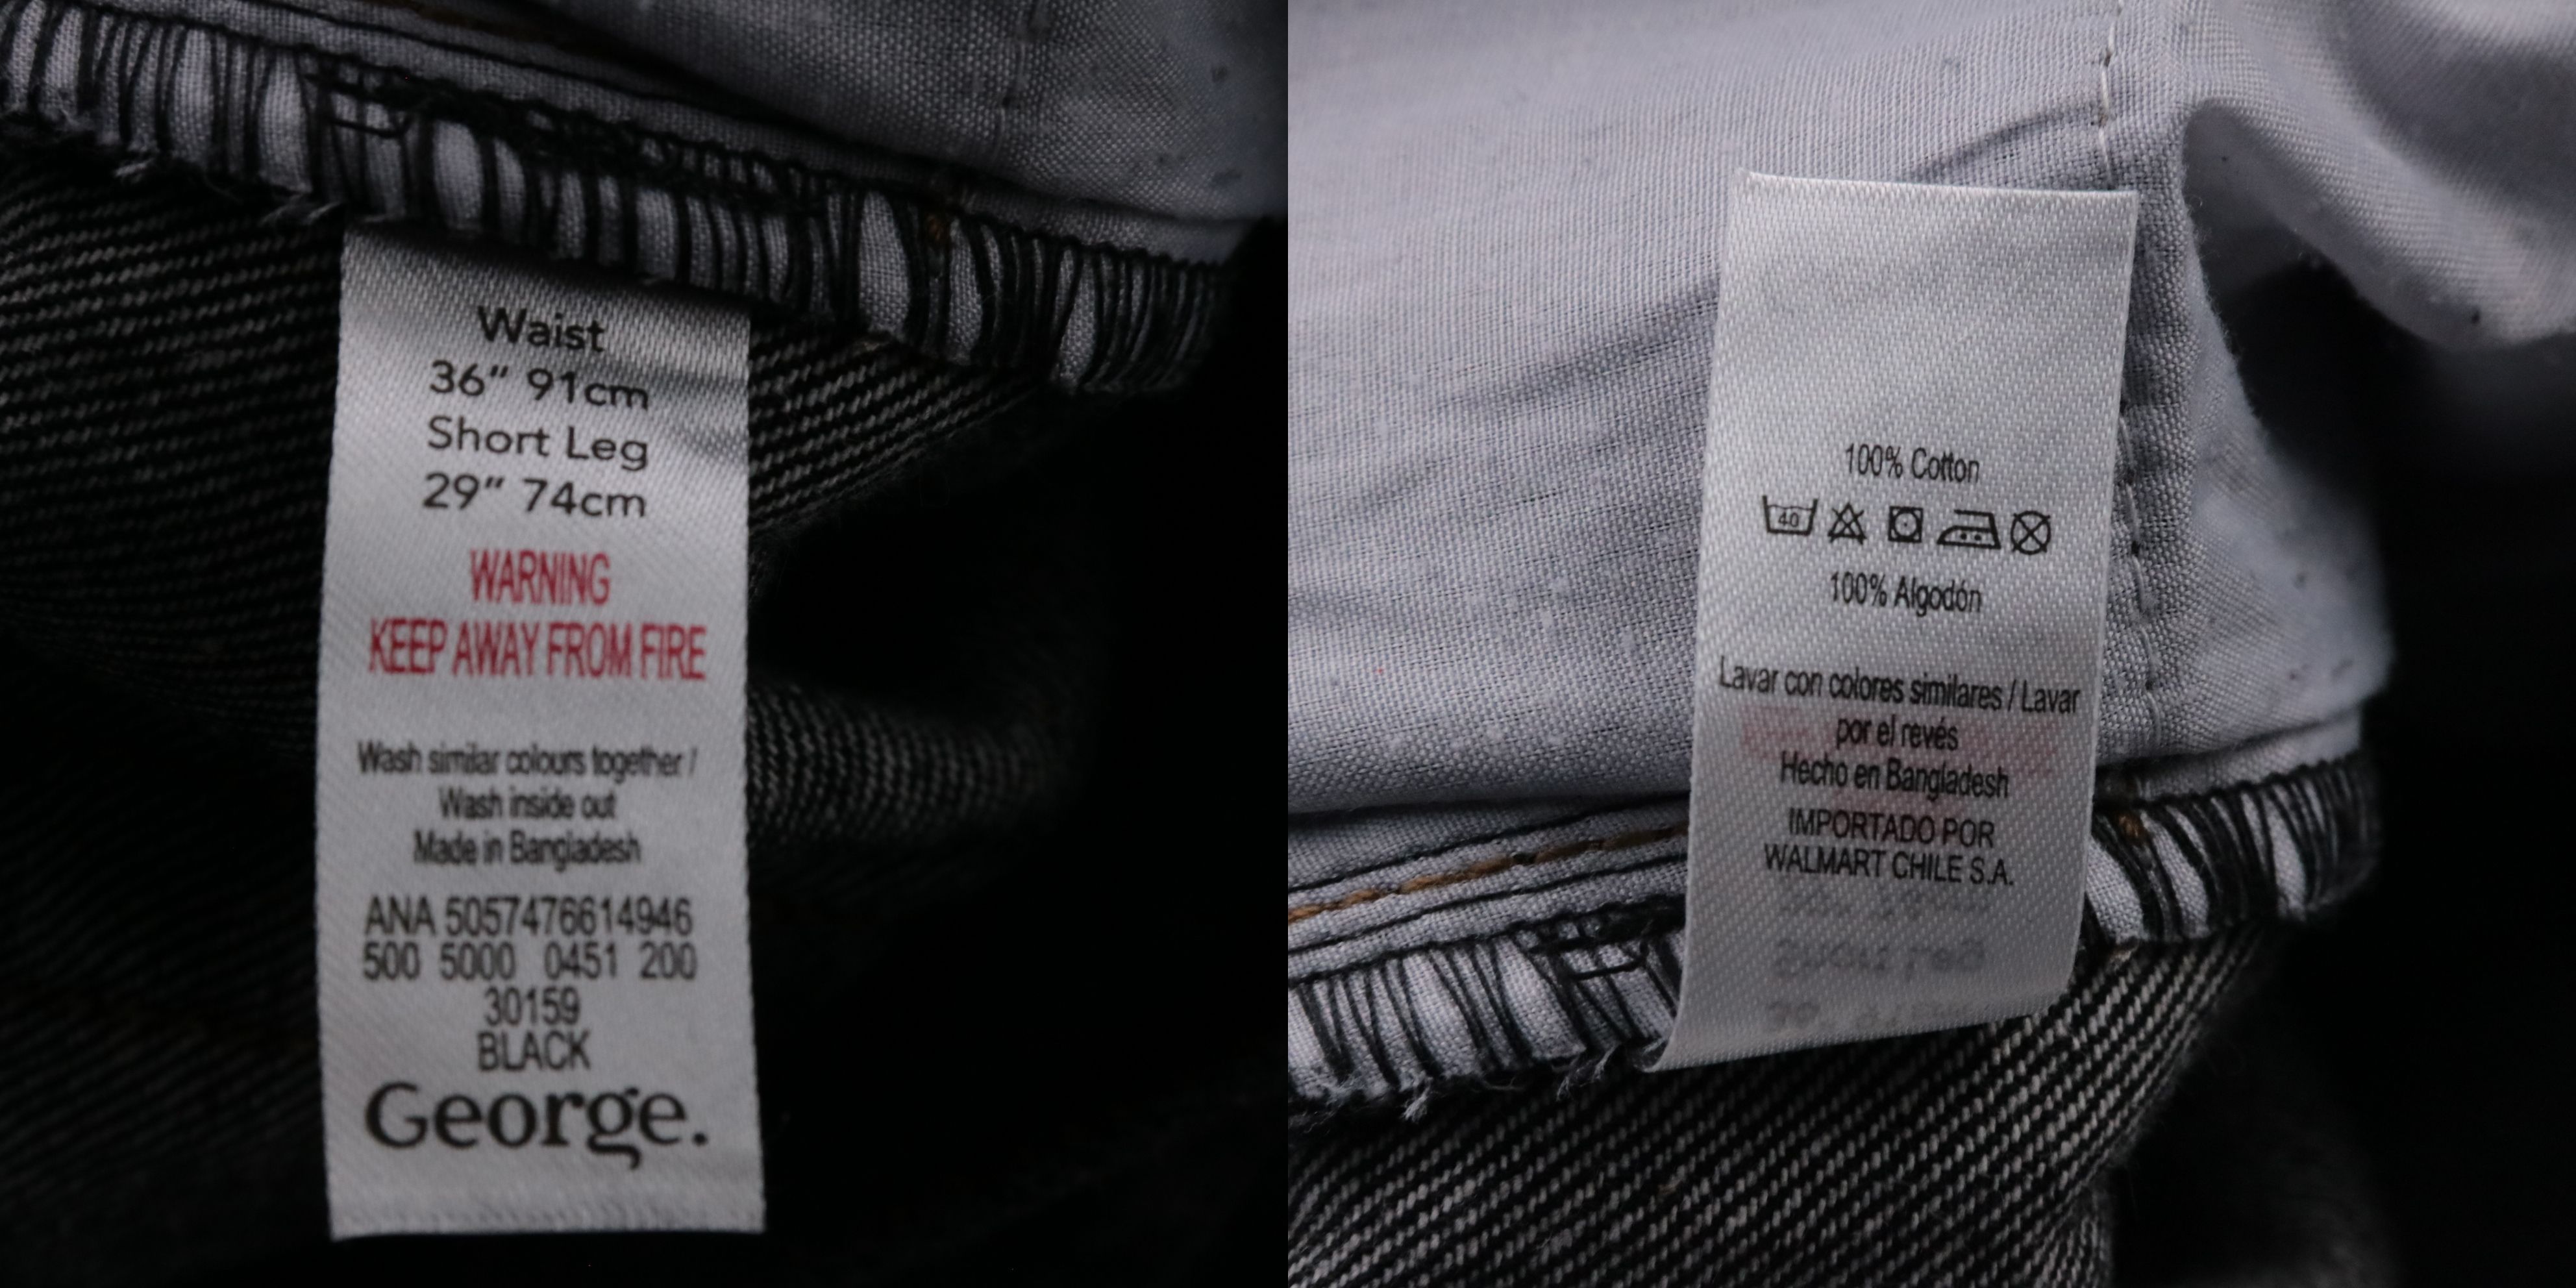 Waist
36" 91cm
Short Leg
29" 74cm
WARNING
KEEP AWAY FROM FIRE
Wash similar colours together /
Wash inside out
Made in Bangladesh
ANA 5057476614946
500 5000 0451 200
30159
BLACK
George.
100% Cotton
40
100% Algodón
Lavar con colores similares / Lavar
por el revés
Hecho en Bangladesh
IMPORTADO POR
WALMART CHILE S.A.